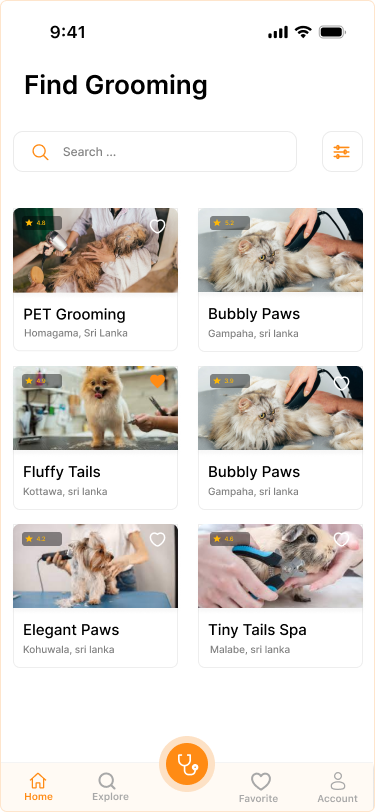 9:41
Find Grooming
Search ...
4.8
5.2
PET Grooming
Homagama, Sri Lanka
Bubbly Paws
Gampaha, sri lanka
4.9
3.9
Fluffy Tails
Kottawa, sri lanka
Bubbly Paws
Gampaha, sri lanka
4.2
4.6
Elegant Paws
Kohuwala, sri lanka
Tiny Tails Spa
Malabe, sri lanka
Home
Explore
Favorite
Account